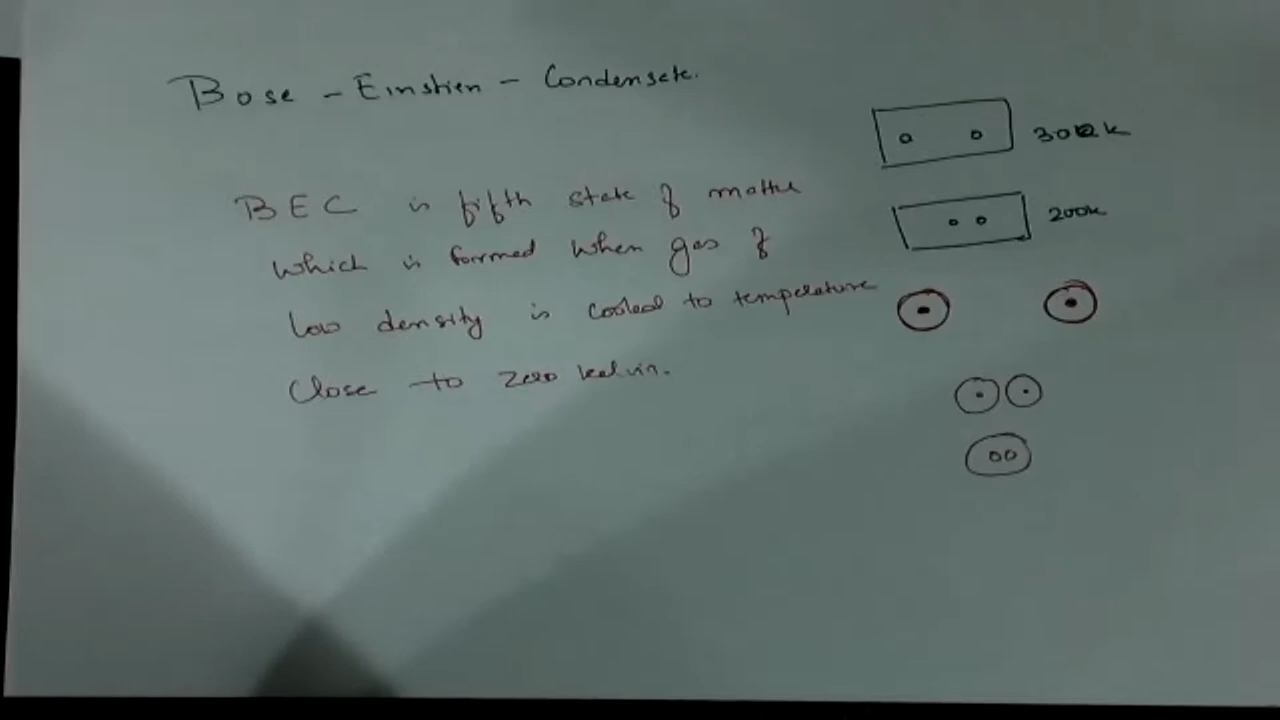 Bose - Einstien - Condensate.
BEC is fifth state of matter
which is formed when gas of
low density is cooled to temperature
close to zero kelvin.
300k
200k